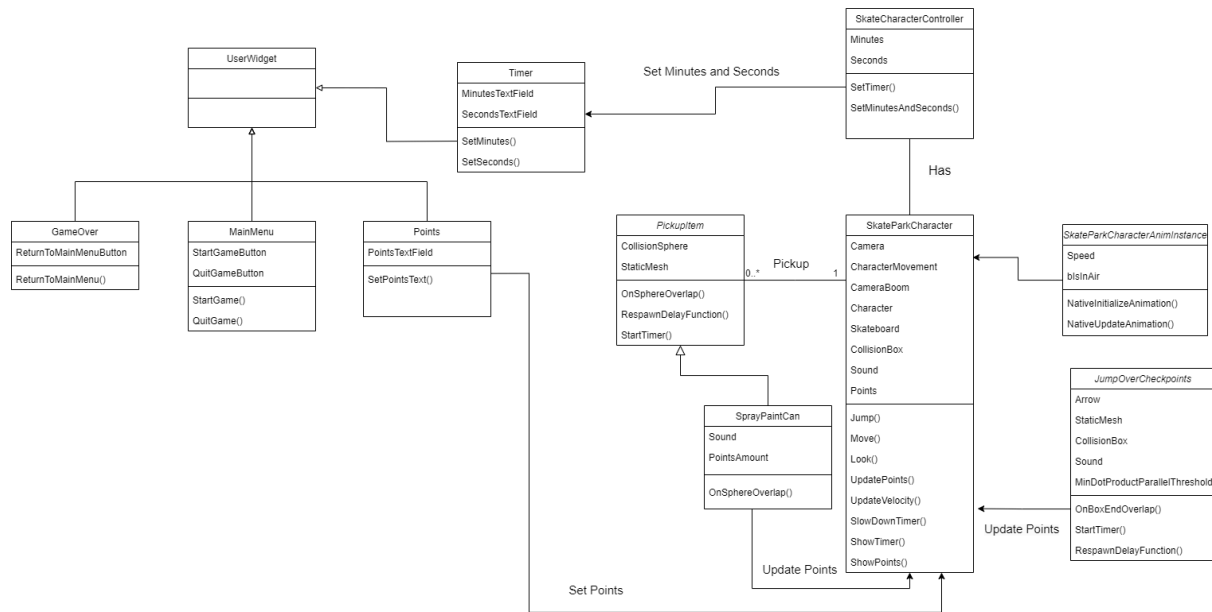 SkateCharacterController
Minutes
Seconds
SetTimer()
SetMinutesAndSeconds()
UserWidget
Timer
MinutesTextField
SecondsTextField
SetMinutes()
SetSeconds()
Set Minutes and Seconds
Has
GameOver
ReturnToMainMenuButton
ReturnToMainMenu()
MainMenu
StartGameButton
QuitGameButton
StartGame()
QuitGame()
Points
PointsTextField
SetPointsText()
PickupItem
CollisionSphere
StaticMesh
OnSphereOverlap()
RespawnDelayFunction()
StartTimer()
Pickup
0..*
1
SkateParkCharacter
Camera
CharacterMovement
CameraBoom
Character
Skateboard
CollisionBox
Sound
Points
Jump()
Move()
Look()
UpdatePoints()
UpdateVelocity()
SlowDownTimer()
ShowTimer()
ShowPoints()
SkateParkCharacterAnimInstance
Speed
bIsInAir
NativeInitializeAnimation()
NativeUpdateAnimation()
JumpOverCheckpoints
Arrow
StaticMesh
CollisionBox
Sound
MinDotProductParallelThreshold
OnBoxEndOverlap()
StartTimer()
RespawnDelayFunction()
Update Points
SprayPaintCan
Sound
PointsAmount
OnSphereOverlap()
Update Points
Set Points